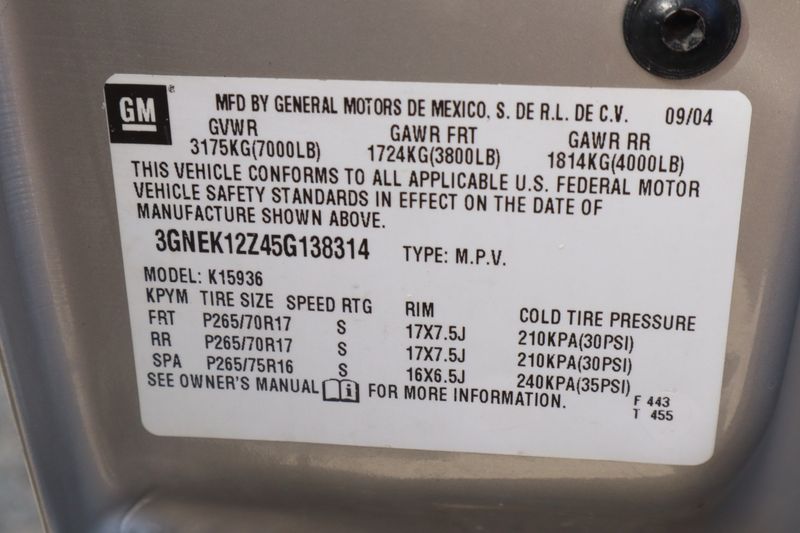 GM
MFD BY GENERAL MOTORS DE MEXICO, S. DE R.L. DE C.V. 09/04
GVWR GAWR FRT GAWR RR
3175KG(7000LB) 1724KG(3800LB) 1814KG(4000LB)
THIS VEHICLE CONFORMS TO ALL APPLICABLE U.S. FEDERAL MOTOR
VEHICLE SAFETY STANDARDS IN EFFECT ON THE DATE OF
MANUFACTURE SHOWN ABOVE.
3GNEK12Z45G138314 TYPE: M.P.V.
MODEL: K15936
KPYM TIRE SIZE SPEED RTG RIM COLD TIRE PRESSURE
FRT P265/70R17 S 17X7.5J 210KPA(30PSI)
RR P265/70R17 S 17X7.5J 210KPA(30PSI)
SPA P265/75R16 S 16X6.5J 240KPA(35PSI)
SEE OWNER'S MANUAL FOR MORE INFORMATION.
F 443
T 455